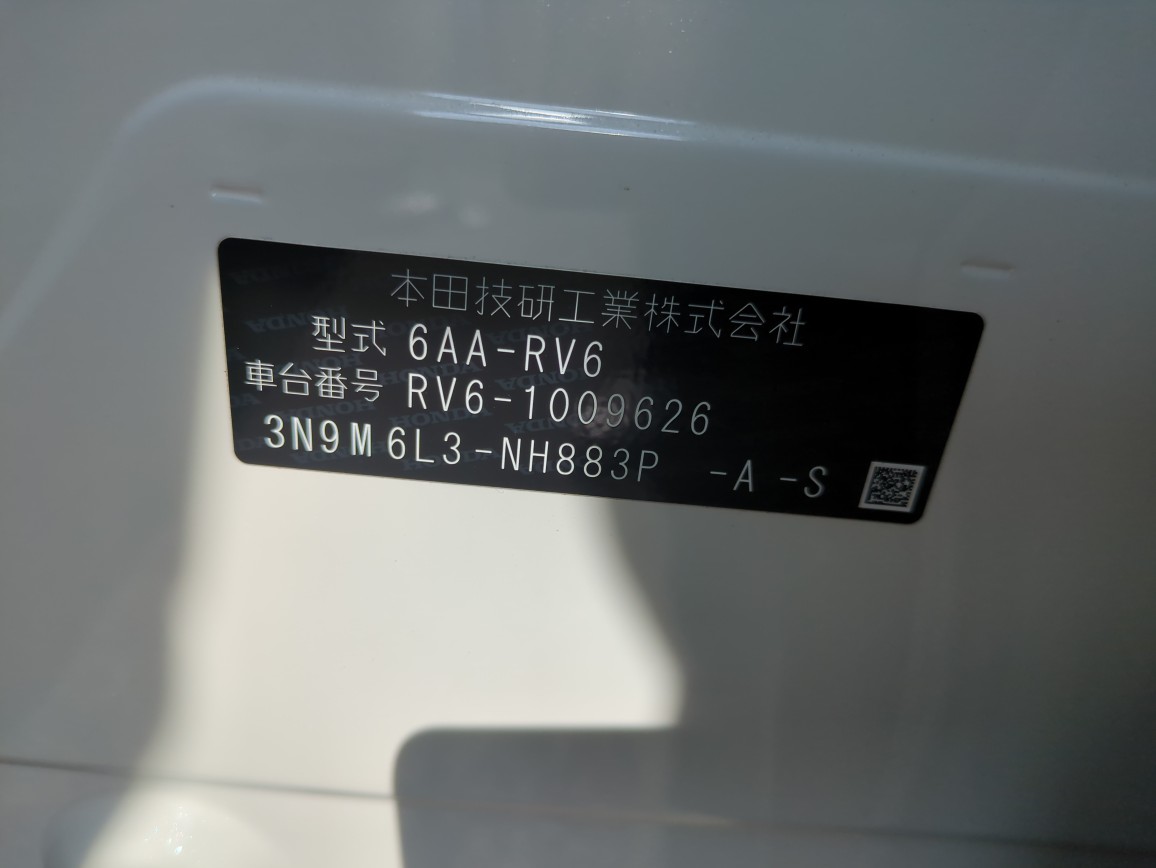 本田技研工業株式会社
型式 6AA-RV6
車台番号 RV6-1009626
3N9M6L3-NH883P -A -S